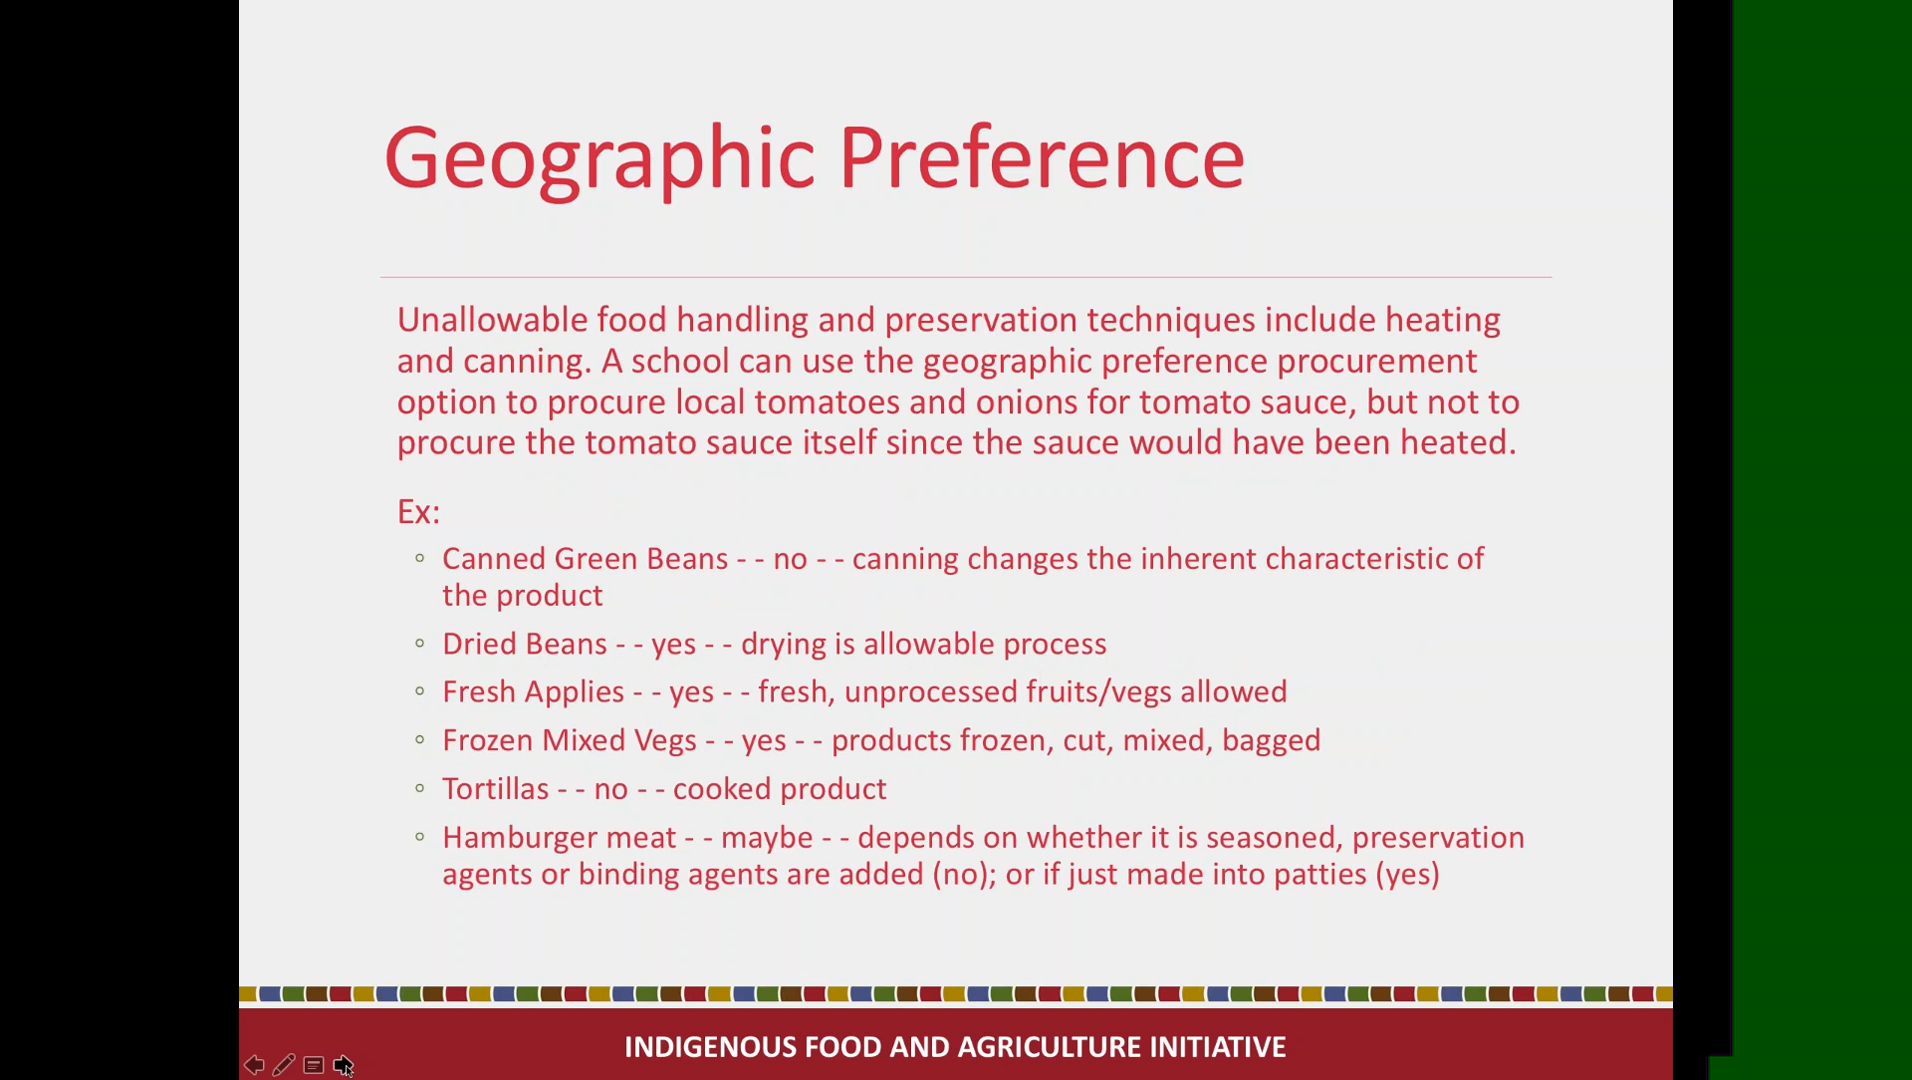 Geographic Preference
Unallowable food handling and preservation techniques include heating
and canning. A school can use the geographic preference procurement
option to procure local tomatoes and onions for tomato sauce, but not to
procure the tomato sauce itself since the sauce would have been heated.
Ex:
◦ Canned Green Beans - - no - - canning changes the inherent characteristic of
the product
◦ Dried Beans - - yes - - drying is allowable process
◦ Fresh Applies - - yes - - fresh, unprocessed fruits/vegs allowed
◦ Frozen Mixed Vegs - - yes - - products frozen, cut, mixed, bagged
◦ Tortillas - - no - - cooked product
◦ Hamburger meat - - maybe - - depends on whether it is seasoned, preservation
agents or binding agents are added (no); or if just made into patties (yes)
INDIGENOUS FOOD AND AGRICULTURE INITIATIVE